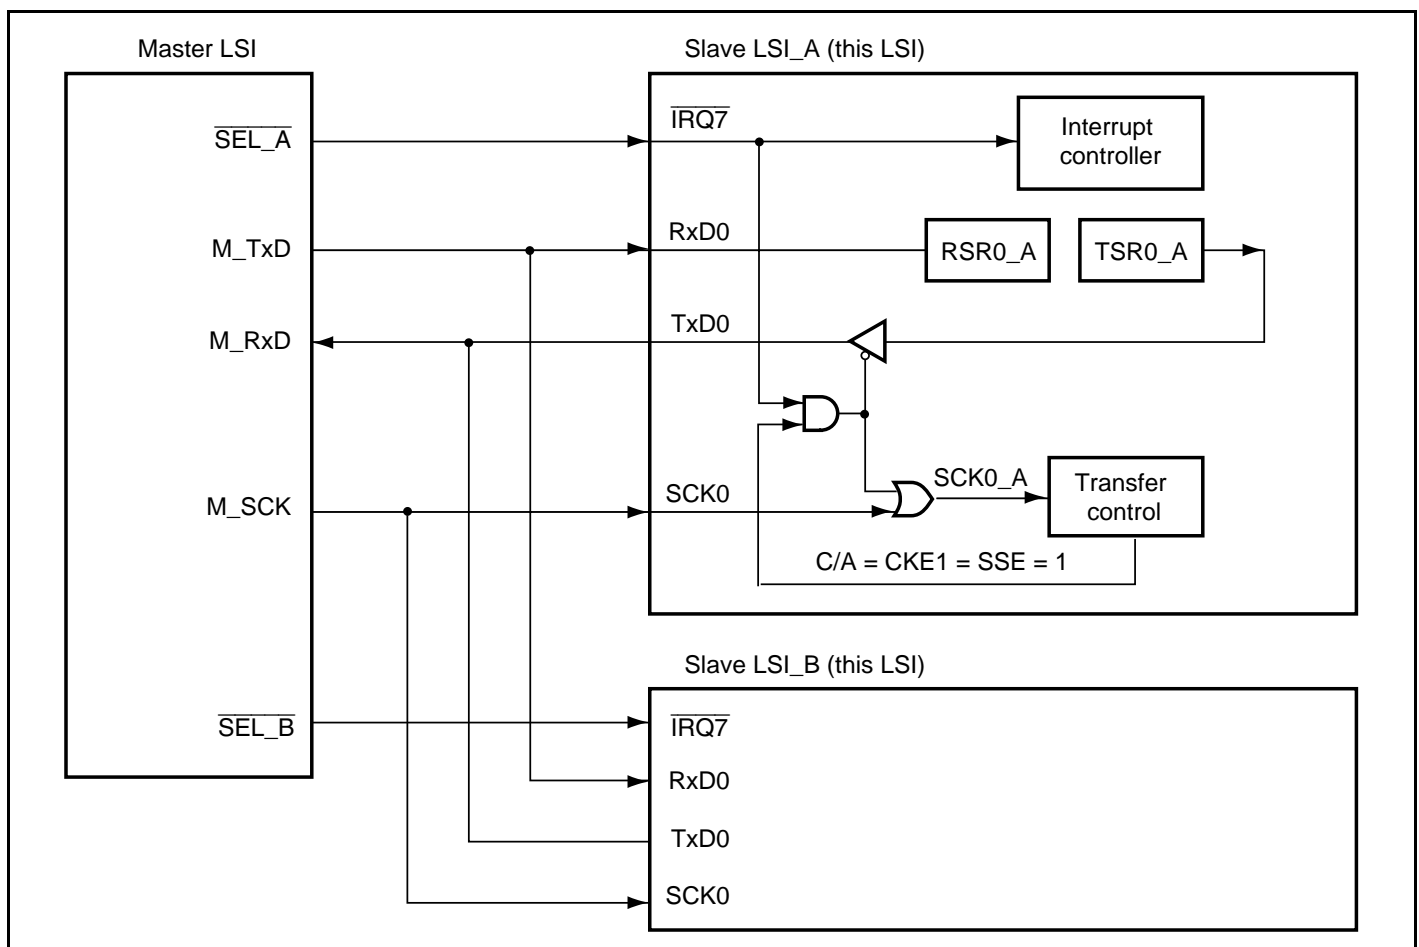 Master LSI
Slave LSI_A (this LSI)
SEL_A
IRQ7
Interrupt
controller
M_TxD
RxD0
RSR0_A
TSR0_A
M_RxD
TxD0
M_SCK
SCK0
SCK0_A
Transfer
control
C/A = CKE1 = SSE = 1
Slave LSI_B (this LSI)
SEL_B
IRQ7
RxD0
TxD0
SCK0